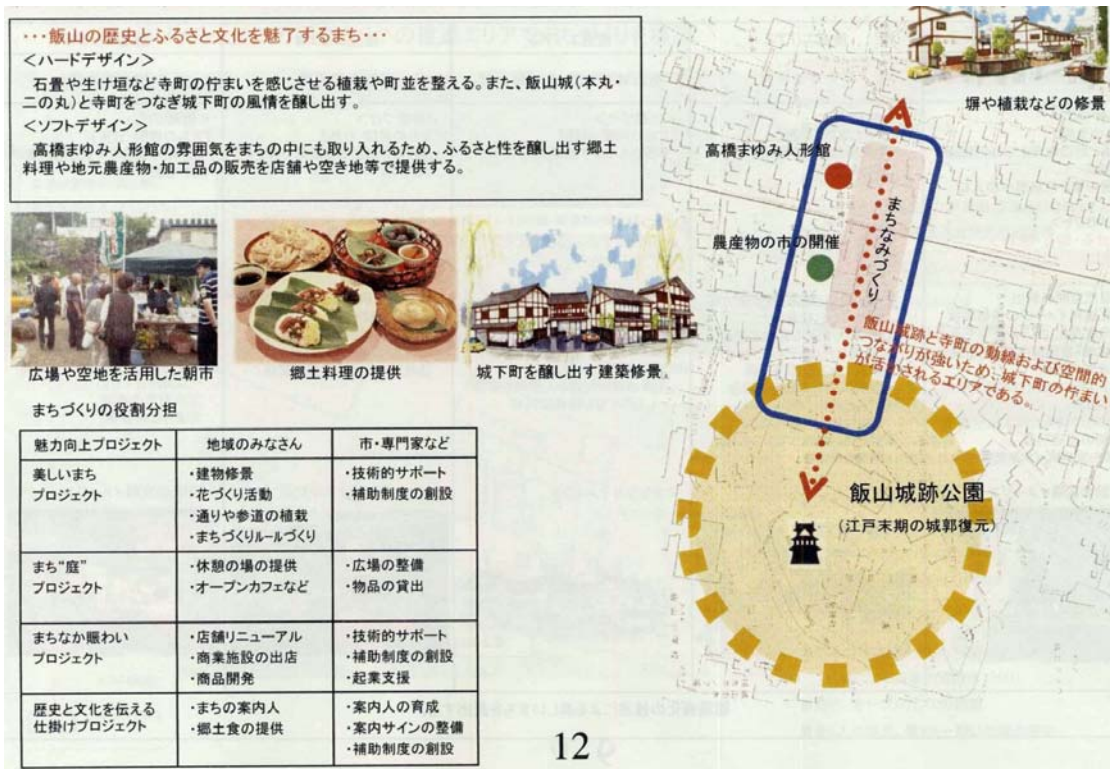 ･･･飯山の歴史とふるさと文化を魅了するまち･･･
＜ハードデザイン＞
石畳や生け垣など寺町の佇まいを感じさせる植栽や町並を整える。また、飯山城(本丸・
二の丸)と寺町をつなぎ城下町の風情を醸し出す。
＜ソフトデザイン＞
高橋まゆみ人形館の雰囲気をまちの中にも取り入れるため、ふるさと性を醸し出す郷土
料理や地元農産物・加工品の販売を店舗や空き地等で提供する。
広場や空地を活用した朝市
郷土料理の提供
城下町を醸し出す建築修景
まちづくりの役割分担
魅力向上プロジェクト 地域のみなさん 市・専門家など
美しいまち
プロジェクト
・建物修景
・花づくり活動
・通りや参道の植栽
・まちづくりルールづくり
・技術的サポート
・補助制度の創設
まち“庭”
プロジェクト
・休憩の場の提供
・オープンカフェなど
・広場の整備
・物品の貸出
まちなか賑わい
プロジェクト
・店舗リニューアル
・商業施設の出店
・商品開発
・技術的サポート
・補助制度の創設
・起業支援
歴史と文化を伝える
仕掛けプロジェクト
・まちの案内人
・郷土食の提供
・案内人の育成
・案内サインの整備
・補助制度の創設
塀や植栽などの修景
高橋まゆみ人形館
まちなみづくり
農産物の市の開催
飯山城跡と寺町の動線および空間的
つながりが強いため、城下町の佇まい
が活かされるエリアである。
飯山城跡公園
(江戸末期の城郭復元)
12